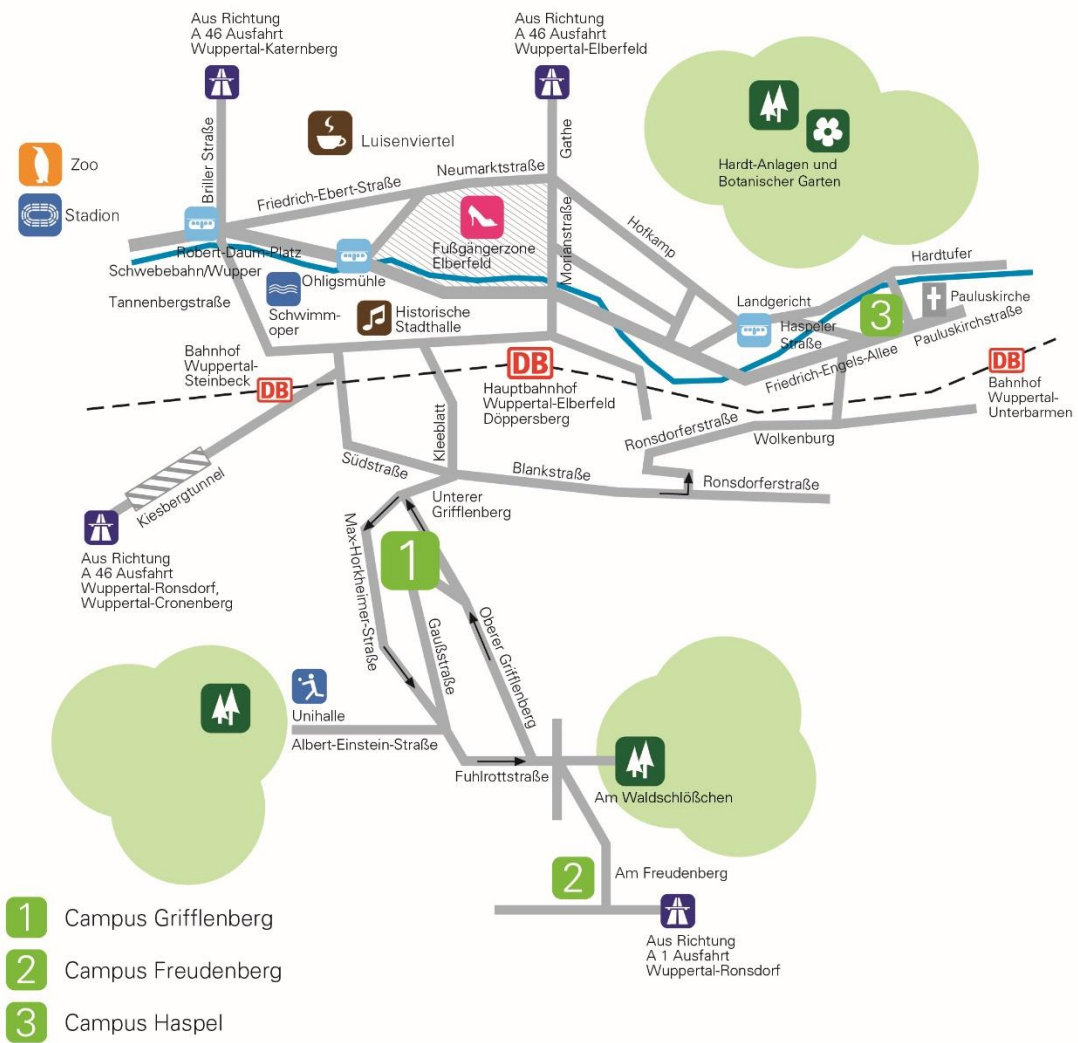 Aus Richtung
A 46 Ausfahrt
Wuppertal-Katernberg
Aus Richtung
A 46 Ausfahrt
Wuppertal-Elberfeld
Luisenviertel
Zoo
Stadion
Briller Straße
Friedrich-Ebert-Straße
Neumarktstraße
Gathe
Hardt-Anlagen und
Botanischer Garten
Fußgängerzone
Elberfeld
Morianstraße
Hofkamp
Hardtufer
Robert-Daum-Platz
Schwebebahn/Wupper
Ohligsmühle
Tannenbergstraße
Schwimm-
oper
Historische
Stadthalle
Landgericht
Haspeler
Straße
3
Pauluskirche
Pauluskirchstraße
Friedrich-Engels-Allee
Bahnhof
Wuppertal-
Steinbeck
DB
DB
Hauptbahnhof
Wuppertal-Elberfeld
Döppersberg
DB
Bahnhof
Wuppertal-
Unterbarmen
Kleeblatt
Ronsdorferstraße
Wolkenburg
Südstraße
Blankstraße
Ronsdorferstraße
Kiesbergtunnel
Unterer
Grifflenberg
Aus Richtung
A 46 Ausfahrt
Wuppertal-Ronsdorf,
Wuppertal-Cronenberg
1
Max-Horkheimer-Straße
Gaußstraße
Oberer Grifflenberg
Unihalle
Albert-Einstein-Straße
Fuhlrottstraße
Am Waldschlößchen
2
Am Freudenberg
Aus Richtung
A 1 Ausfahrt
Wuppertal-Ronsdorf
1 Campus Grifflenberg
2 Campus Freudenberg
3 Campus Haspel